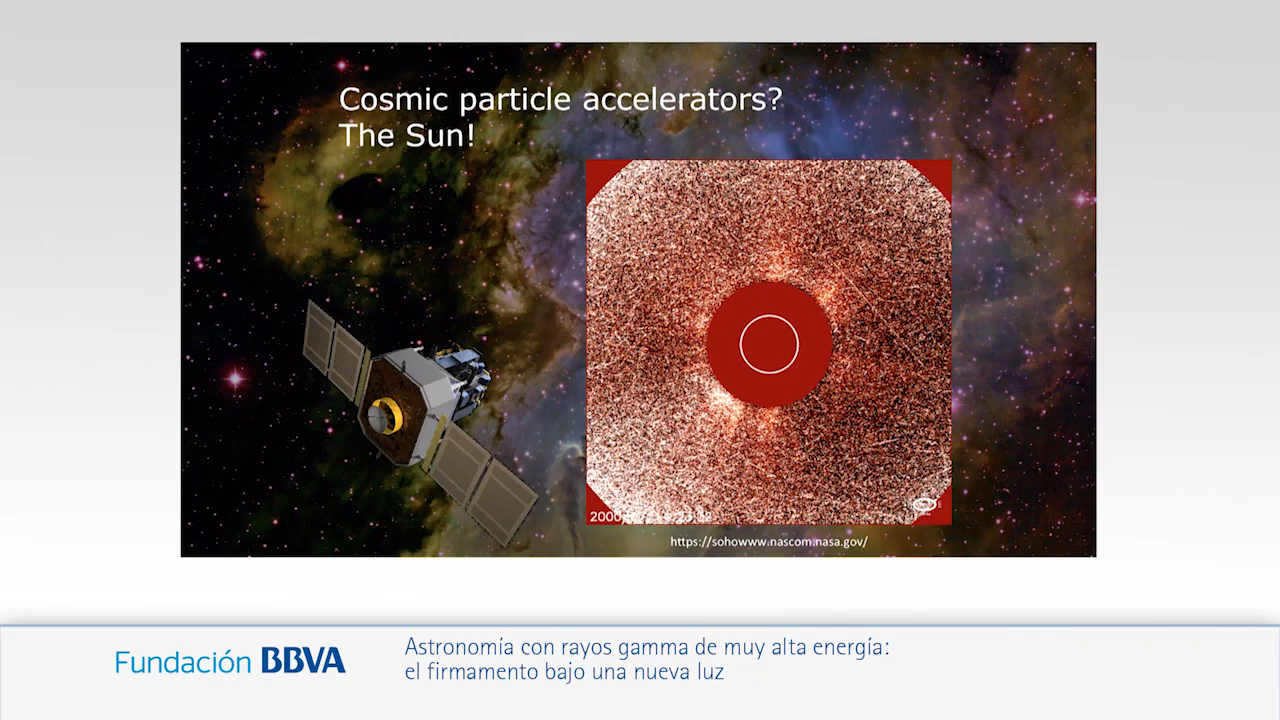 Cosmic particle accelerators?
The Sun!
https://sohowww.nascom.nasa.gov/
Fundación BBVA
Astronomía con rayos gamma de muy alta energía:
el firmamento bajo una nueva luz